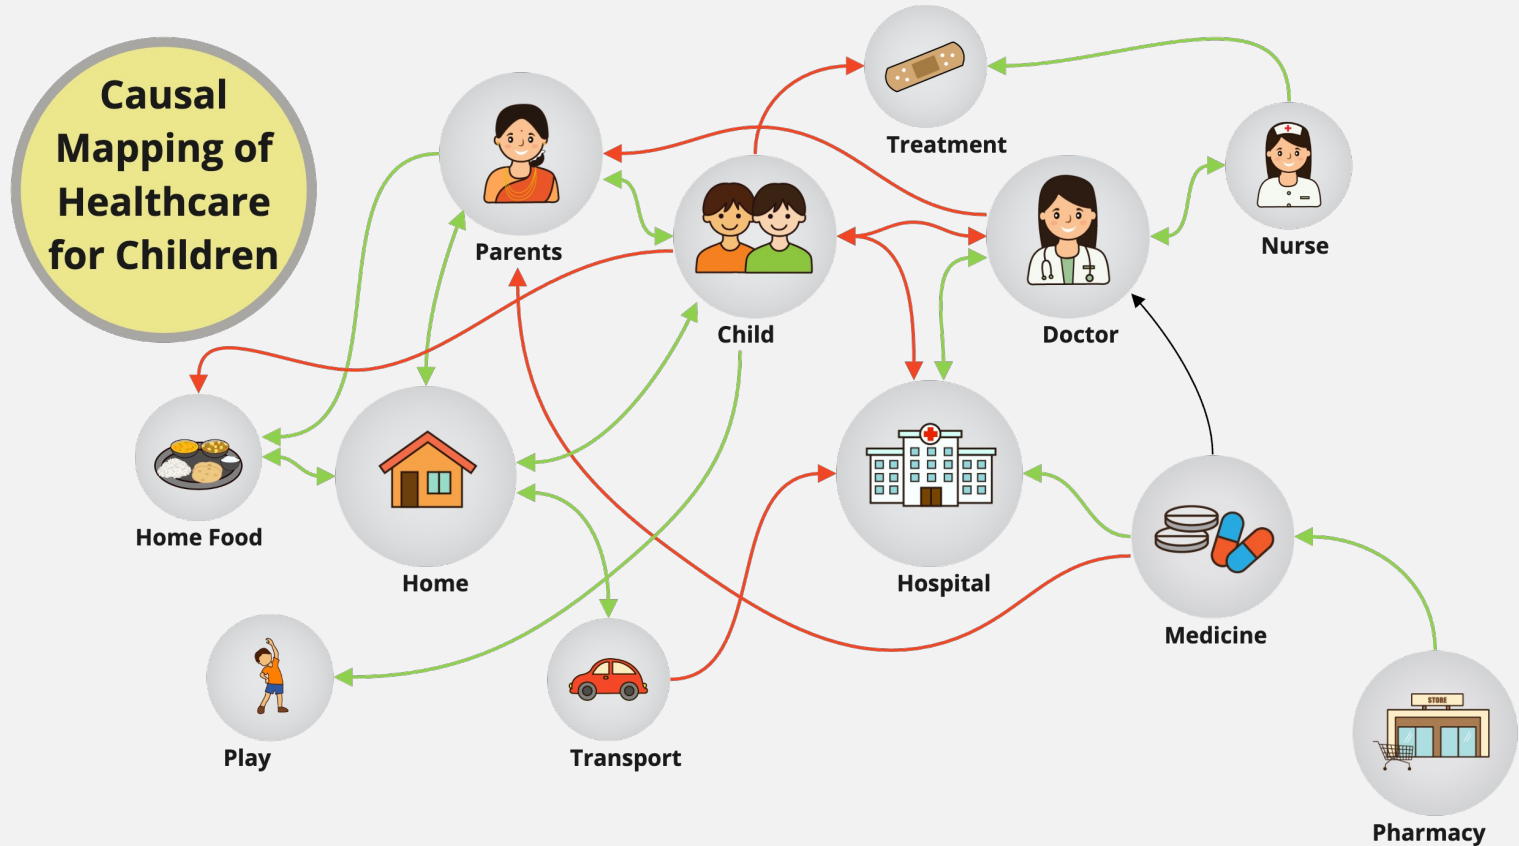 Causal
Mapping of
Healthcare
for Children
Treatment
Parents
Nurse
Child
Doctor
Home Food
Home
Hospital
Medicine
STORE
Play
Transport
Pharmacy